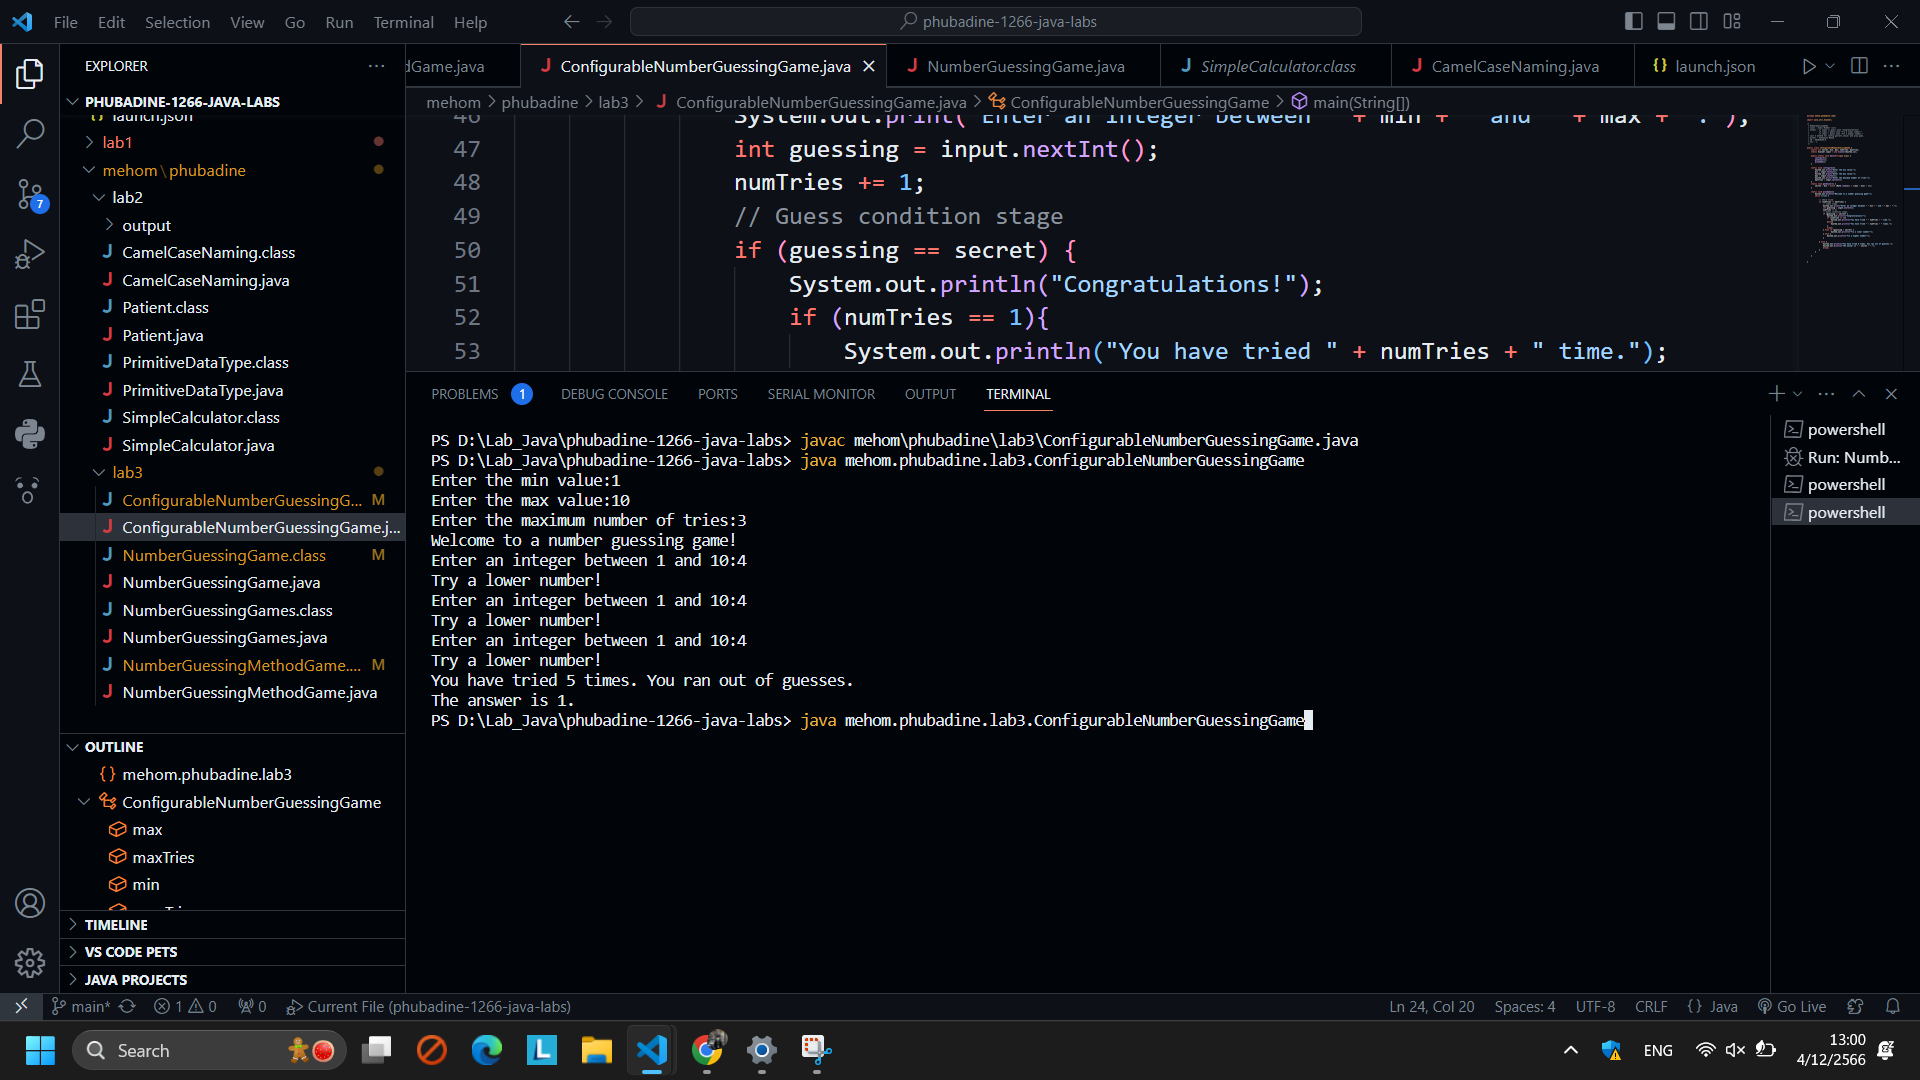 File Edit Selection View Go Run Terminal Help
phubadine-1266-java-labs
EXPLORER
PHUBADINE-1266-JAVA-LABS
launch.json
lab1
mehom\phubadine
lab2
output
CamelCaseNaming.class
CamelCaseNaming.java
Patient.class
Patient.java
PrimitiveDataType.class
PrimitiveDataType.java
SimpleCalculator.class
SimpleCalculator.java
lab3
ConfigurableNumberGuessingG... M
ConfigurableNumberGuessingGame.j...
NumberGuessingGame.class M
NumberGuessingGame.java
NumberGuessingGames.class
NumberGuessingGames.java
NumberGuessingMethodGame.... M
NumberGuessingMethodGame.java
OUTLINE
{} mehom.phubadine.lab3
ConfigurableNumberGuessingGame
max
maxTries
min
TIMELINE
VS CODE PETS
JAVA PROJECTS
7
dGame.java ConfigurableNumberGuessingGame.java NumberGuessingGame.java SimpleCalculator.class CamelCaseNaming.java {} launch.json
mehom > phubadine > lab3 > ConfigurableNumberGuessingGame.java > ConfigurableNumberGuessingGame > main(String[])
46 System.out.print("Enter an integer between " + min + " and " + max + ":");
47 int guessing = input.nextInt();
48 numTries += 1;
49 // Guess condition stage
50 if (guessing == secret) {
51 System.out.println("Congratulations!");
52 if (numTries == 1){
53 System.out.println("You have tried " + numTries + " time.");
PROBLEMS 1 DEBUG CONSOLE PORTS SERIAL MONITOR OUTPUT TERMINAL
PS D:\Lab_Java\phubadine-1266-java-labs> javac mehom\phubadine\lab3\ConfigurableNumberGuessingGame.java
PS D:\Lab_Java\phubadine-1266-java-labs> java mehom.phubadine.lab3.ConfigurableNumberGuessingGame
Enter the min value:1
Enter the max value:10
Enter the maximum number of tries:3
Welcome to a number guessing game!
Enter an integer between 1 and 10:4
Try a lower number!
Enter an integer between 1 and 10:4
Try a lower number!
Enter an integer between 1 and 10:4
Try a lower number!
You have tried 5 times. You ran out of guesses.
The answer is 1.
PS D:\Lab_Java\phubadine-1266-java-labs> java mehom.phubadine.lab3.ConfigurableNumberGuessingGame
powershell
Run: Numb...
powershell
powershell
main* 1 0 0 Current File (phubadine-1266-java-labs)
Ln 24, Col 20 Spaces: 4 UTF-8 CRLF {} Java Go Live
Search
ENG
13:00
4/12/2566